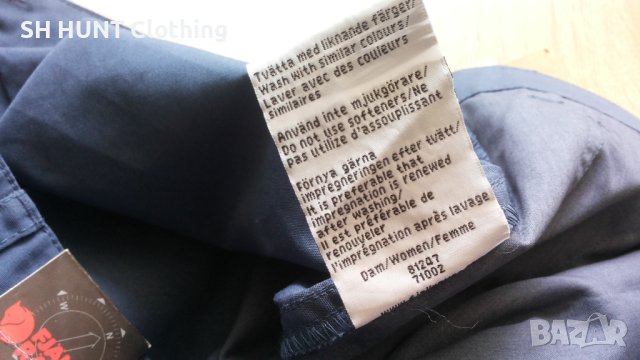 SH HUNT Clothing
Tvätta med liknande färger/
Wash with similar colours/
Laver avec des couleurs
similaires
Använd inte mjukgörare/
Do not use softeners/Ne
pas utilize d'assouplissant
Förnya gärna
impregneringen efter tvätt/
It is preferable that
impregnation is renewed
after washing/
Il est préférable de
renouveler
l'imprégnation après lavage
Dam/Women/Femme
81247
71002
W
N
S
BAZAR